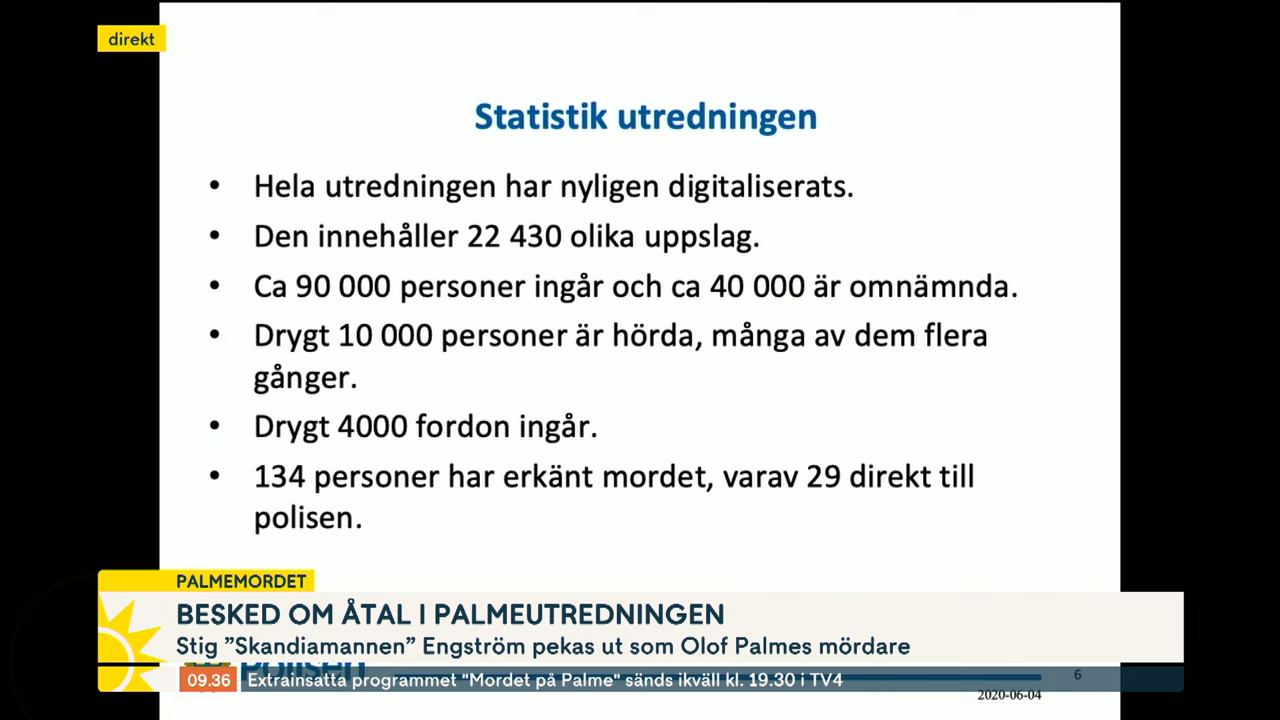 direkt
Statistik utredningen
• Hela utredningen har nyligen digitaliserats.
• Den innehåller 22 430 olika uppslag.
• Ca 90 000 personer ingår och ca 40 000 är omnämnda.
• Drygt 10 000 personer är hörda, många av dem flera
gånger.
• Drygt 4000 fordon ingår.
• 134 personer har erkänt mordet, varav 29 direkt till
polisen.
PALMEMORDET
BESKED OM ÅTAL I PALMEUTREDNINGEN
Stig ”Skandiamannen” Engström pekas ut som Olof Palmes mördare
Polisen
09.36 Extrainsatta programmet "Mordet på Palme" sänds ikväll kl. 19.30 i TV4
6
2020-06-04